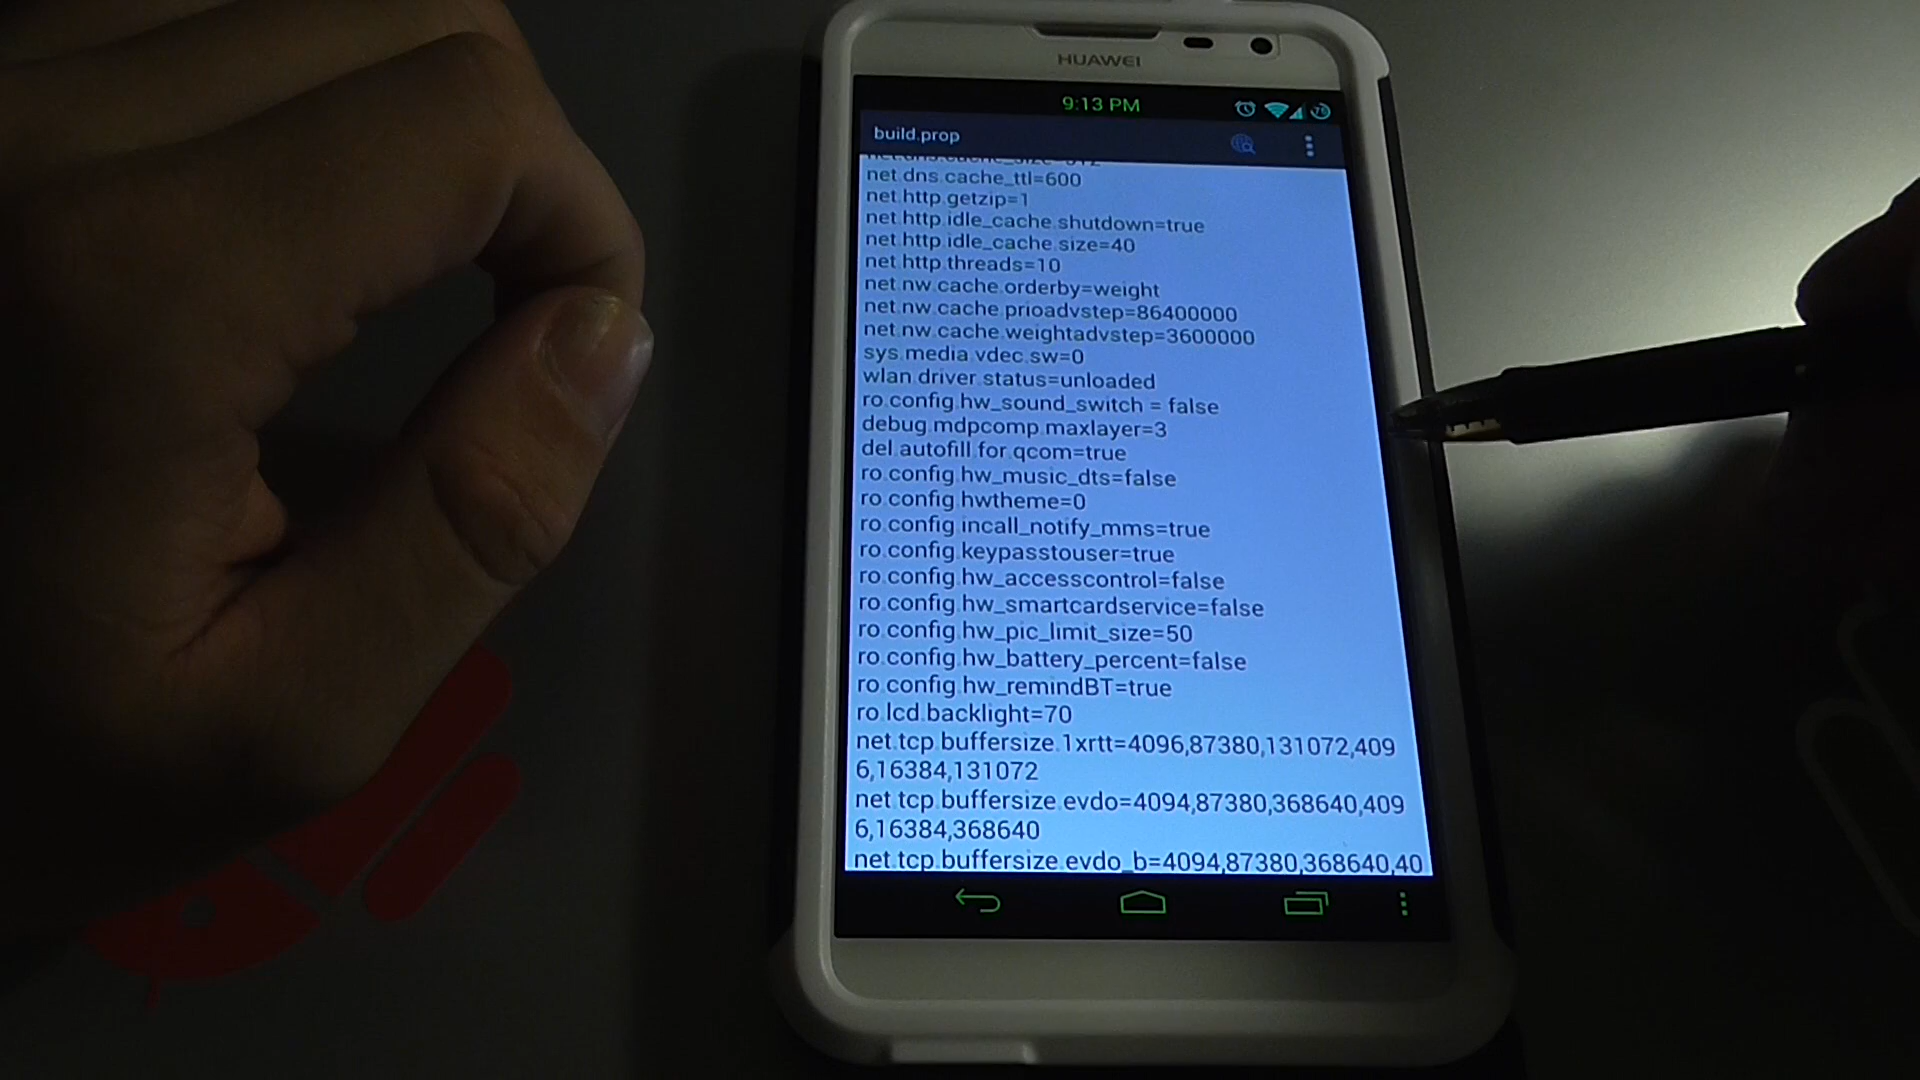 HUAWEI
9:13 PM
build.prop
net.dns.cache_size=512
net.dns.cache_ttl=600
net.http.getzip=1
net.http.idle_cache.shutdown=true
net.http.idle_cache.size=40
net.http.threads=10
net.nw.cache.orderby=weight
net.nw.cache.prioadvstep=86400000
net.nw.cache.weightadvstep=3600000
sys.media.vdec.sw=0
wlan.driver.status=unloaded
ro.config.hw_sound_switch = false
debug.mdpcomp.maxlayer=3
del.autofill.for.qcom=true
ro.config.hw_music_dts=false
ro.config.hwtheme=0
ro.config.incall_notify_mms=true
ro.config.keypasstouser=true
ro.config.hw_accesscontrol=false
ro.config.hw_smartcardservice=false
ro.config.hw_pic_limit_size=50
ro.config.hw_battery_percent=false
ro.config.hw_remindBT=true
ro.lcd.backlight=70
net.tcp.buffersize.1xrtt=4096,87380,131072,409
6,16384,131072
net.tcp.buffersize.evdo=4094,87380,368640,409
6,16384,368640
net.tcp.buffersize.evdo_b=4094,87380,368640,40